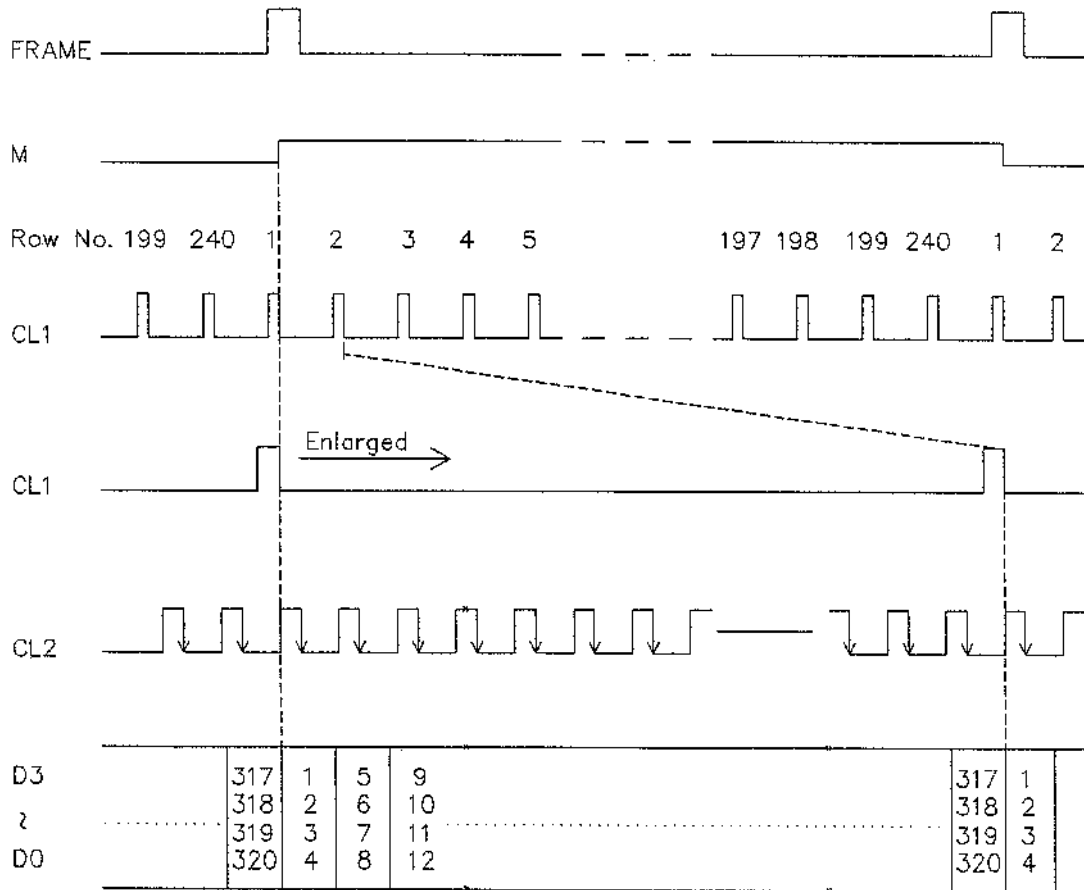 FRAME
M
Row No. 199 240 1 2 3 4 5 197 198 199 240 1 2
CL1
Enlarged
CL1
CL2
D3 317 1 5 9 317 1
318 2 6 10 318 2
~ 319 3 7 11 319 3
D0 320 4 8 12 320 4